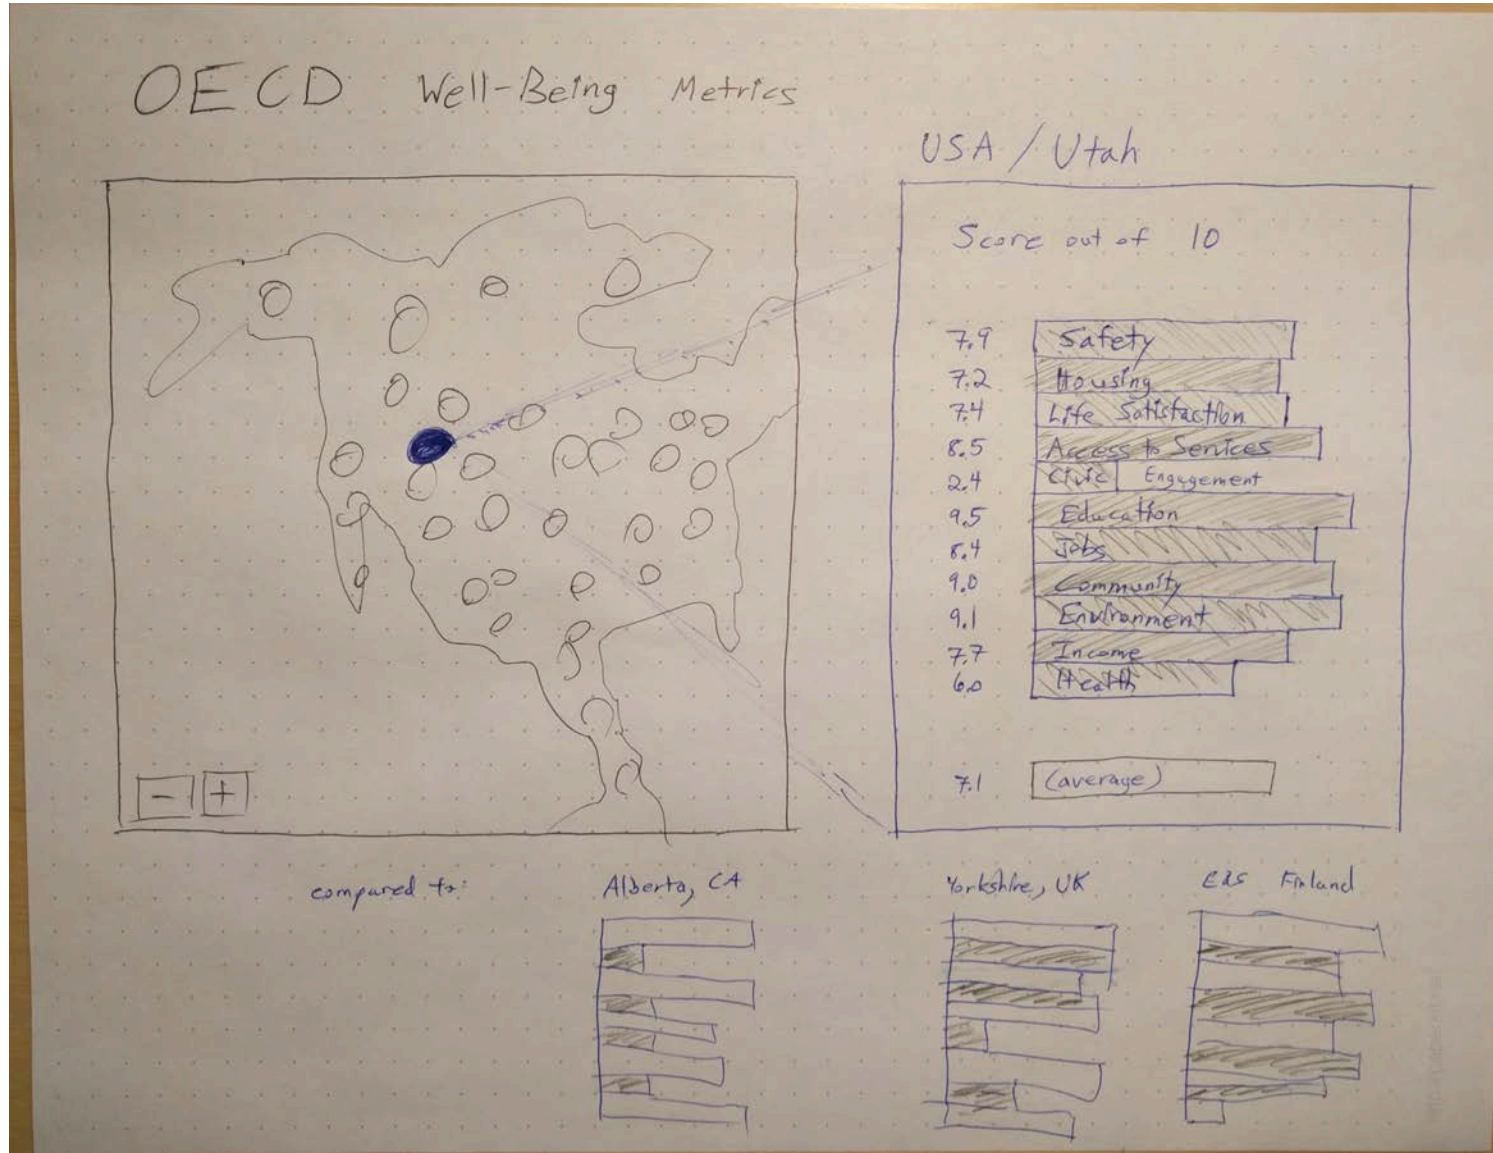 OECD Well-Being Metrics
USA / Utah
Score out of 10
7.9 Safety
7.2 Housing
7.4 Life Satisfaction
8.5 Access to Services
2.4 Civic Engagement
9.5 Education
8.4 Jobs
9.0 Community
9.1 Environment
7.7 Income
6.0 Health
7.1 (average)
- +
compared to: Alberta, CA Yorkshire, UK Finland